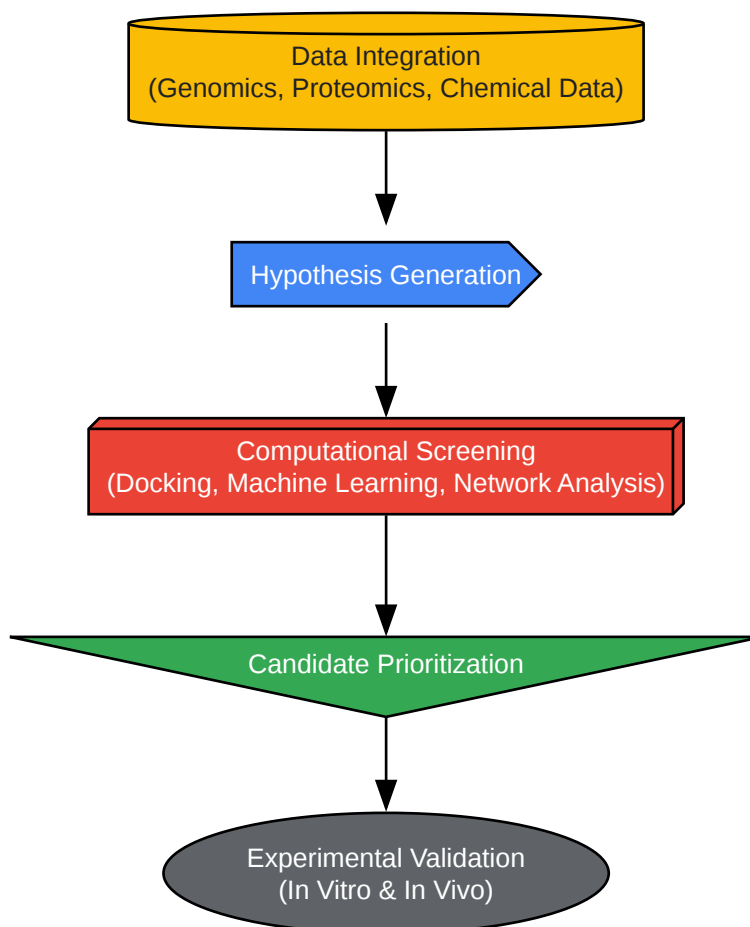 Data Integration
(Genomics, Proteomics, Chemical Data)
Hypothesis Generation
Computational Screening
(Docking, Machine Learning, Network Analysis)
Candidate Prioritization
Experimental Validation
(In Vitro & In Vivo)